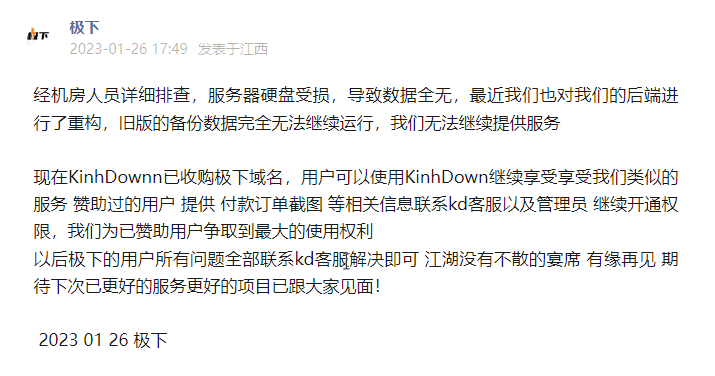 极下
极下
2023-01-26 17:49 发表于江西
经机房人员详细排查，服务器硬盘受损，导致数据全无，最近我们也对我们的后端进
行了重构，旧版的备份数据完全无法继续运行，我们无法继续提供服务
现在KinhDownn已收购极下域名，用户可以使用KinhDown继续享受享受我们类似的
服务 赞助过的用户 提供 付款订单截图 等相关信息联系kd客服以及管理员 继续开通权
限，我们为已赞助用户争取到最大的使用权利
以后极下的用户所有问题全部联系kd客服解决即可 江湖没有不散的宴席 有缘再见 期
待下次已更好的服务更好的项目已跟大家见面！
2023 01 26 极下